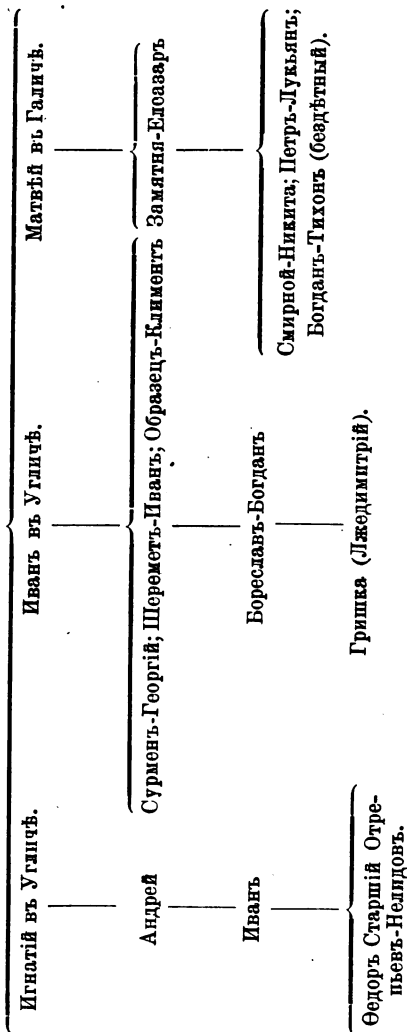 Игнатій въ Угличѣ. Иванъ въ Угличѣ. Матвѣй въ Галичѣ.
Андрей Сурменъ-Георгій; Шереметъ-Иванъ; Образецъ-Климентъ Замятня-Елоазаръ
Иванъ Бореславъ-Богданъ Смирной-Никита; Петръ-Лукьянъ;
Богданъ-Тихонъ (бездѣтный).
Ѳедоръ Старшій Отре-
пьевъ-Нелидовъ.
Гришка (Лжедимитрій).